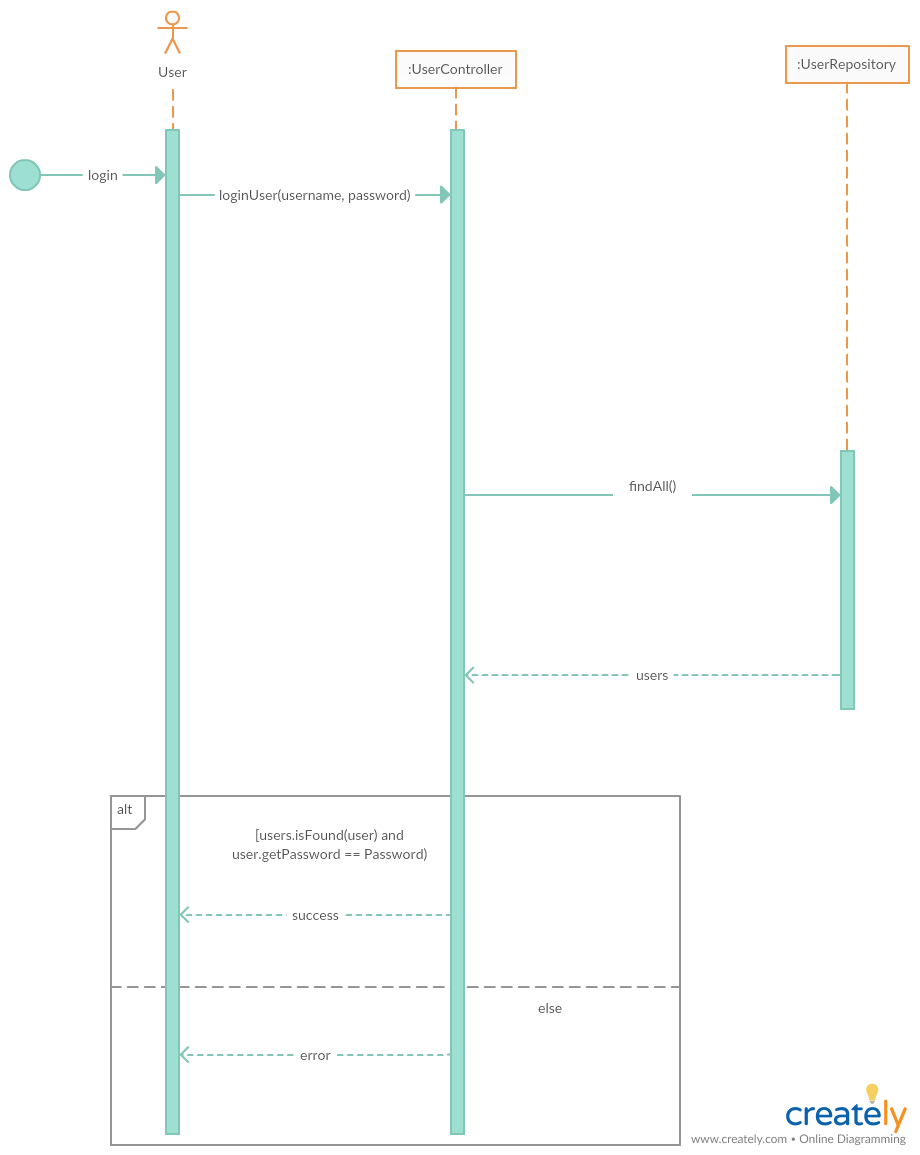 User
:UserController
:UserRepository
login
loginUser(username, password)
findAll()
users
alt
[users.isFound(user) and
user.getPassword == Password)
success
else
error
creately
www.creately.com • Online Diagramming